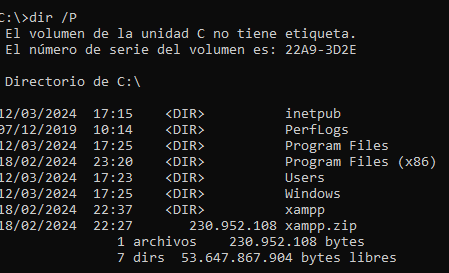 C:\>dir /P
El volumen de la unidad C no tiene etiqueta.
El número de serie del volumen es: 22A9-3D2E
Directorio de C:\
12/03/2024 17:15 <DIR> inetpub
07/12/2019 10:14 <DIR> PerfLogs
12/03/2024 17:25 <DIR> Program Files
18/02/2024 23:20 <DIR> Program Files (x86)
12/03/2024 17:23 <DIR> Users
12/03/2024 17:25 <DIR> Windows
18/02/2024 22:37 <DIR> xampp
18/02/2024 22:27 230.952.108 xampp.zip
1 archivos 230.952.108 bytes
7 dirs 53.647.867.904 bytes libres